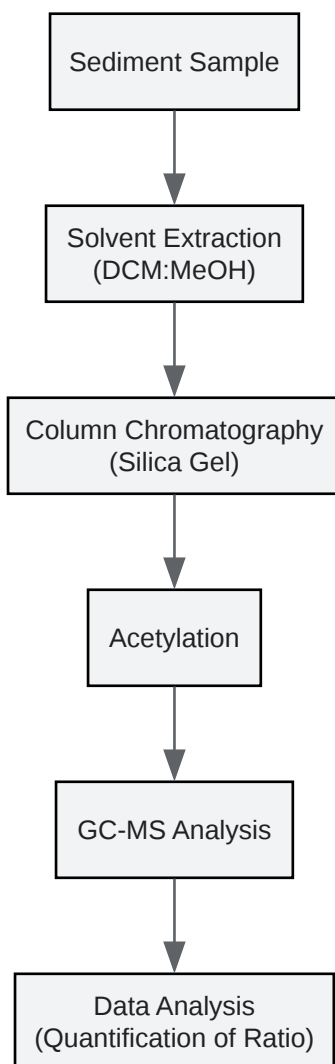 Sediment Sample
Solvent Extraction
(DCM:MeOH)
Column Chromatography
(Silica Gel)
Acetylation
GC-MS Analysis
Data Analysis
(Quantification of Ratio)